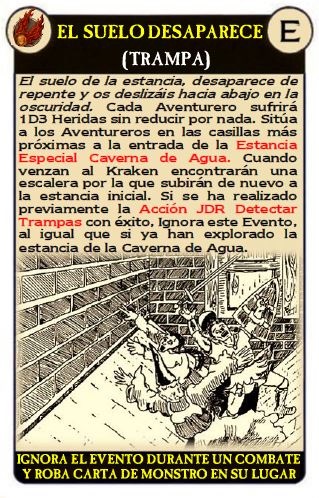 EL SUELO DESAPARECE
E
(TRAMPA)
El suelo de la estancia, desaparece de
repente y os deslizáis hacia abajo en la
oscuridad. Cada Aventurero sufrirá
1D3 Heridas sin reducir por nada. Sitúa
a los Aventureros en las casillas más
próximas a la entrada de la Estancia
Especial Caverna de Agua. Cuando
venzan al Kraken encontrarán una
escalera por la que subirán de nuevo a
la estancia inicial. Si se ha realizado
previamente la Acción JDR Detectar
Trampas con éxito, Ignora este Evento,
al igual que si ya han explorado la
estancia de la Caverna de Agua.
IGNORA EL EVENTO DURANTE UN COMBATE
Y ROBA CARTA DE MONSTRO EN SU LUGAR